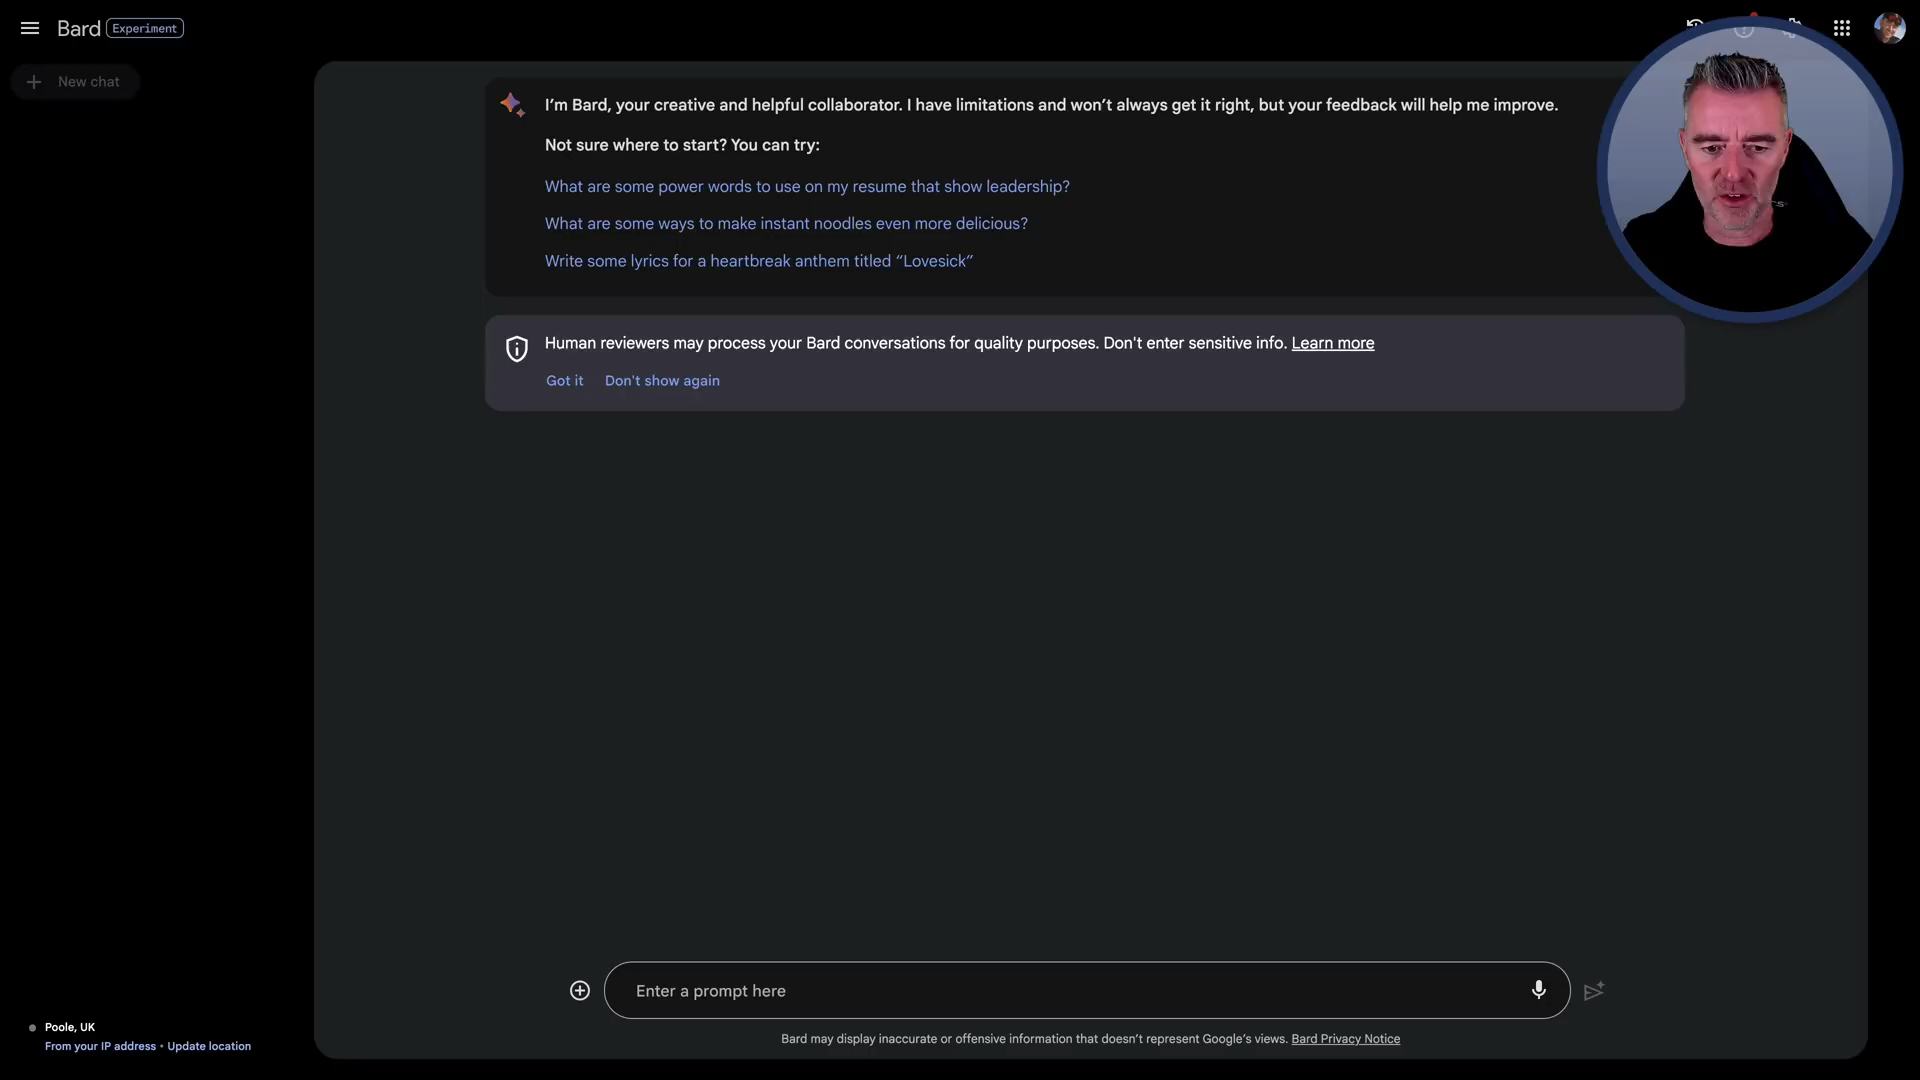 Bard Experiment
New chat
I’m Bard, your creative and helpful collaborator. I have limitations and won’t always get it right, but your feedback will help me improve.
Not sure where to start? You can try:
What are some power words to use on my resume that show leadership?
What are some ways to make instant noodles even more delicious?
Write some lyrics for a heartbreak anthem titled “Lovesick”
Human reviewers may process your Bard conversations for quality purposes. Don't enter sensitive info. Learn more
Got it Don't show again
Enter a prompt here
Bard may display inaccurate or offensive information that doesn’t represent Google’s views. Bard Privacy Notice
Poole, UK
From your IP address • Update location